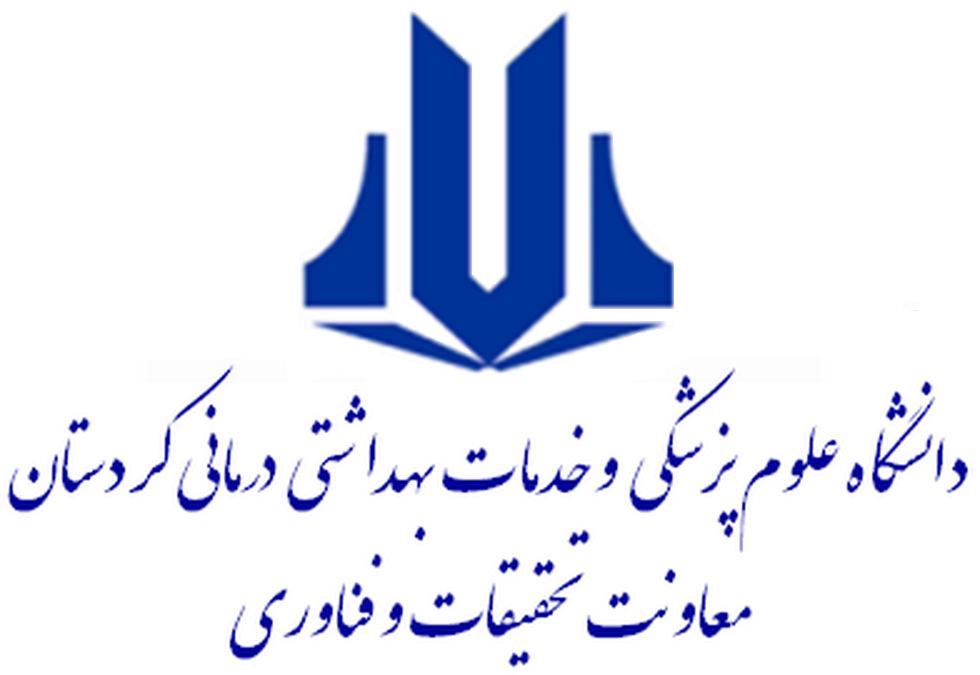 دانشگاه علوم پزشکی و خدمات بهداشتی درمانی کردستان
معاونت تحقیقات و فناوری